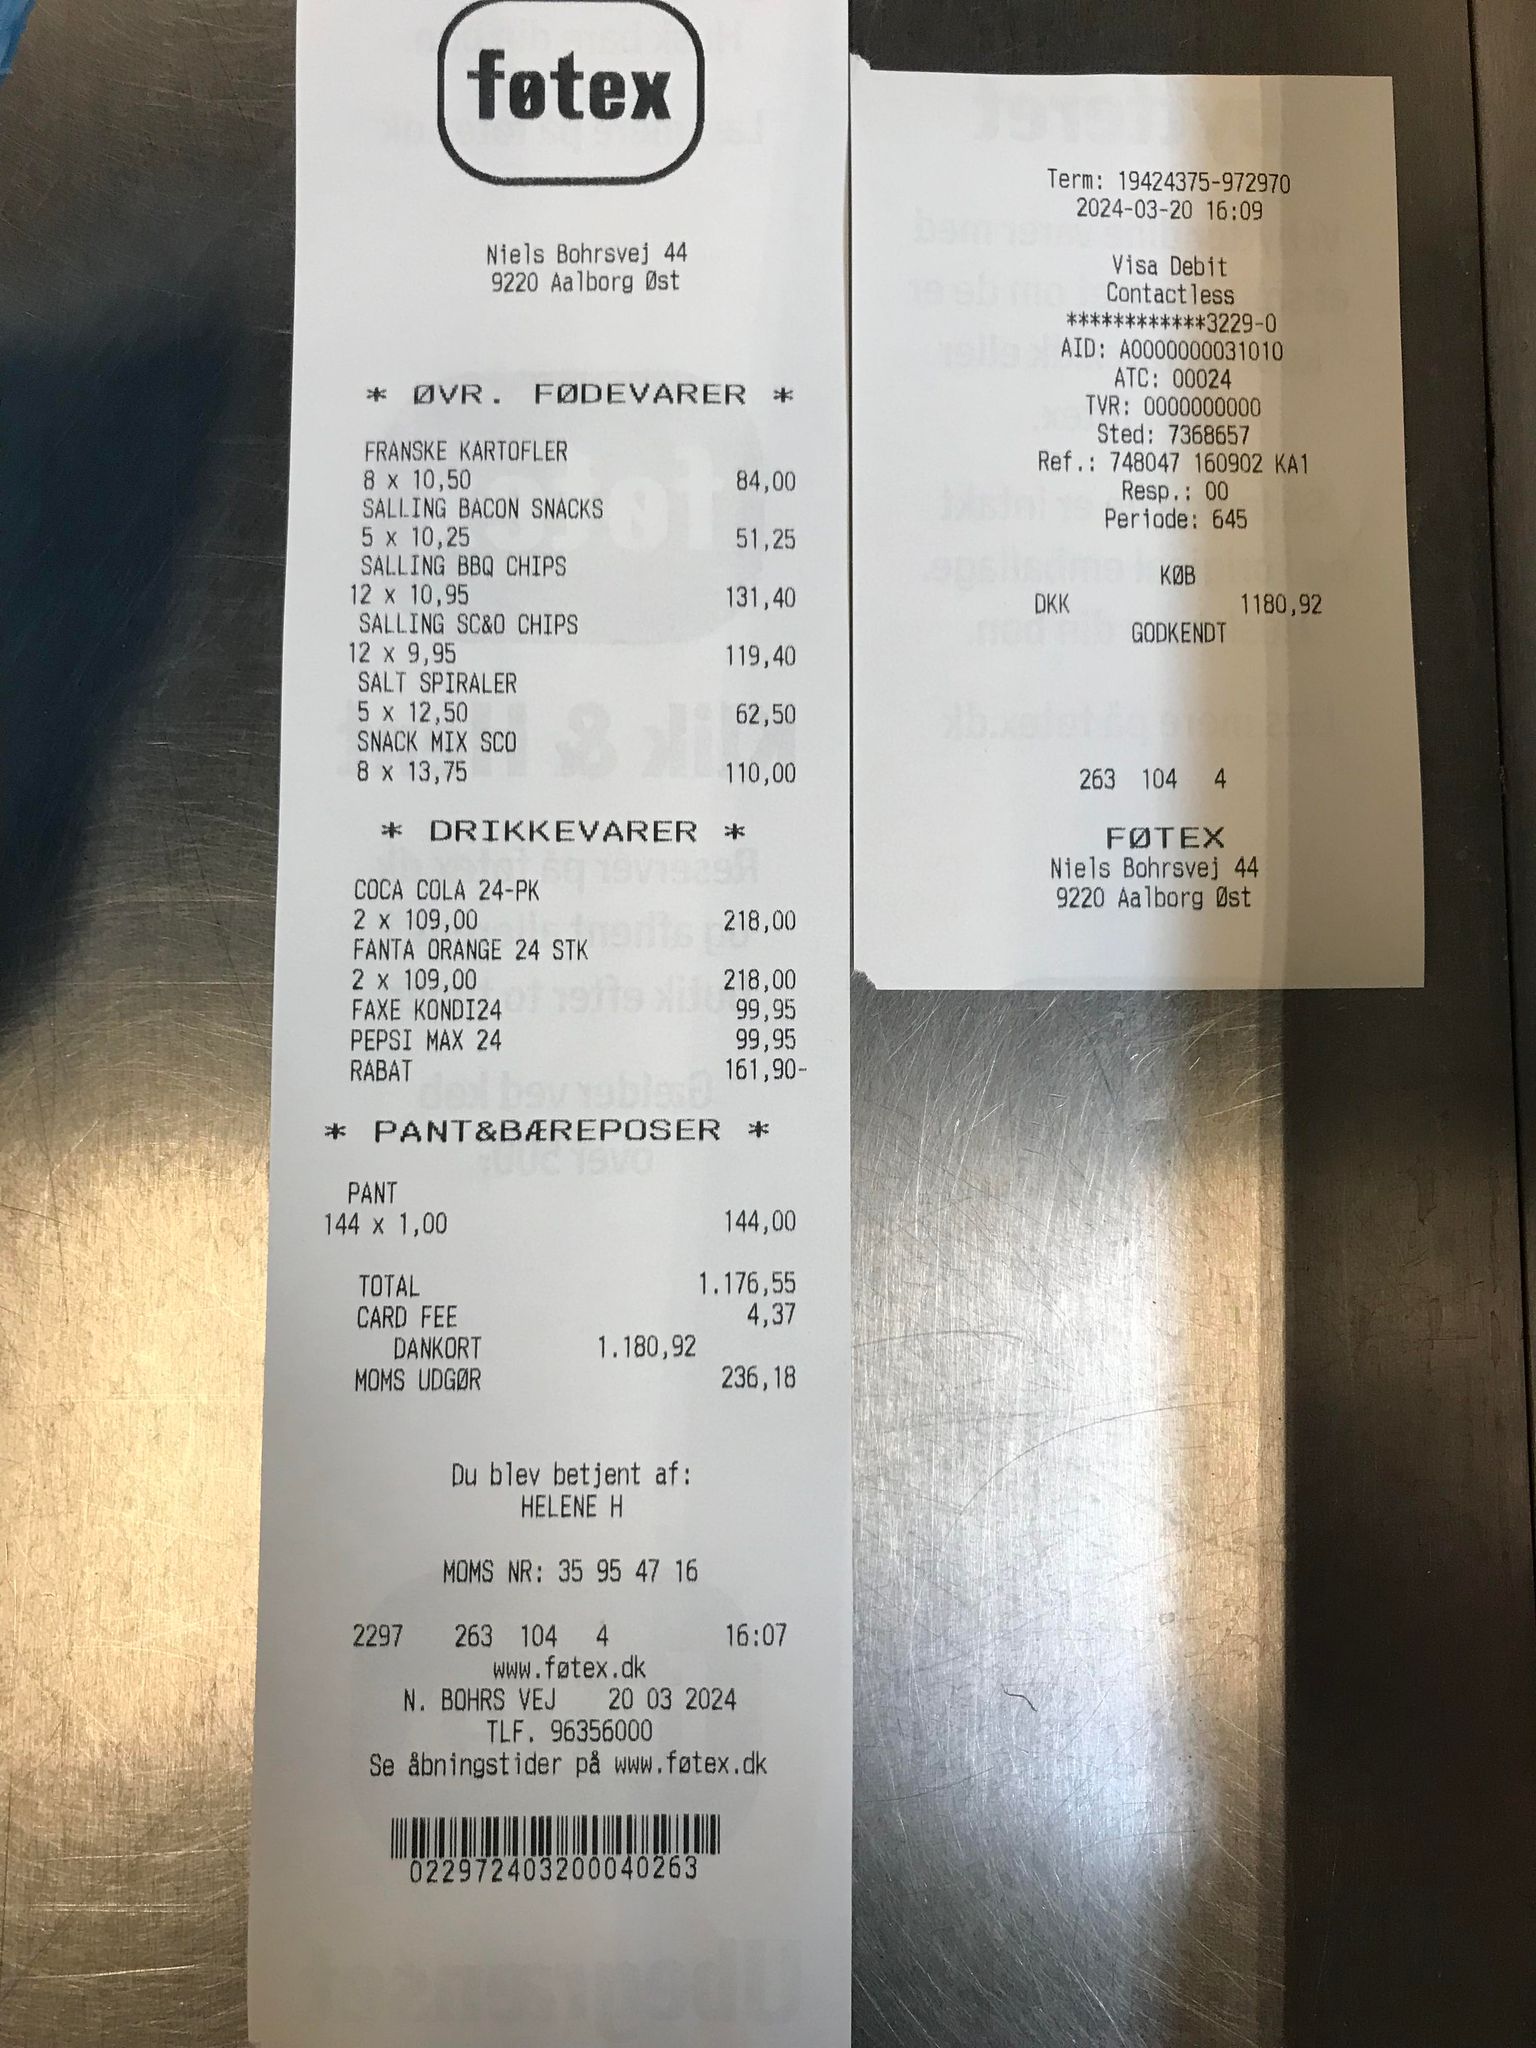 føtex
Niels Bohrsvej 44
9220 Aalborg Øst
* ØVR. FØDEVARER *
FRANSKE KARTOFLER
8 x 10,50 84,00
SALLING BACON SNACKS
5 x 10,25 51,25
SALLING BBQ CHIPS
12 x 10,95 131,40
SALLING SC&O CHIPS
12 x 9,95 119,40
SALT SPIRALER
5 x 12,50 62,50
SNACK MIX SCO
8 x 13,75 110,00
* DRIKKEVARER *
COCA COLA 24-PK
2 x 109,00 218,00
FANTA ORANGE 24 STK
2 x 109,00 218,00
FAXE KONDI24 99,95
PEPSI MAX 24 99,95
RABAT 161,90-
* PANT&BÆREPOSER *
PANT
144 x 1,00 144,00
TOTAL 1.176,55
CARD FEE 4,37
DANKORT 1.180,92
MOMS UDGØR 236,18
Du blev betjent af:
HELENE H
MOMS NR: 35 95 47 16
2297 263 104 4 16:07
www.føtex.dk
N. BOHRS VEJ 20 03 2024
TLF. 96356000
Se åbningstider på www.føtex.dk
022972403200040263
Term: 19424375-972970
2024-03-20 16:09
Visa Debit
Contactless
************3229-0
AID: A0000000031010
ATC: 00024
TVR: 0000000000
Sted: 7368657
Ref.: 748047 160902 KA1
Resp.: 00
Periode: 645
KØB
DKK 1180,92
GODKENDT
263 104 4
FØTEX
Niels Bohrsvej 44
9220 Aalborg Øst